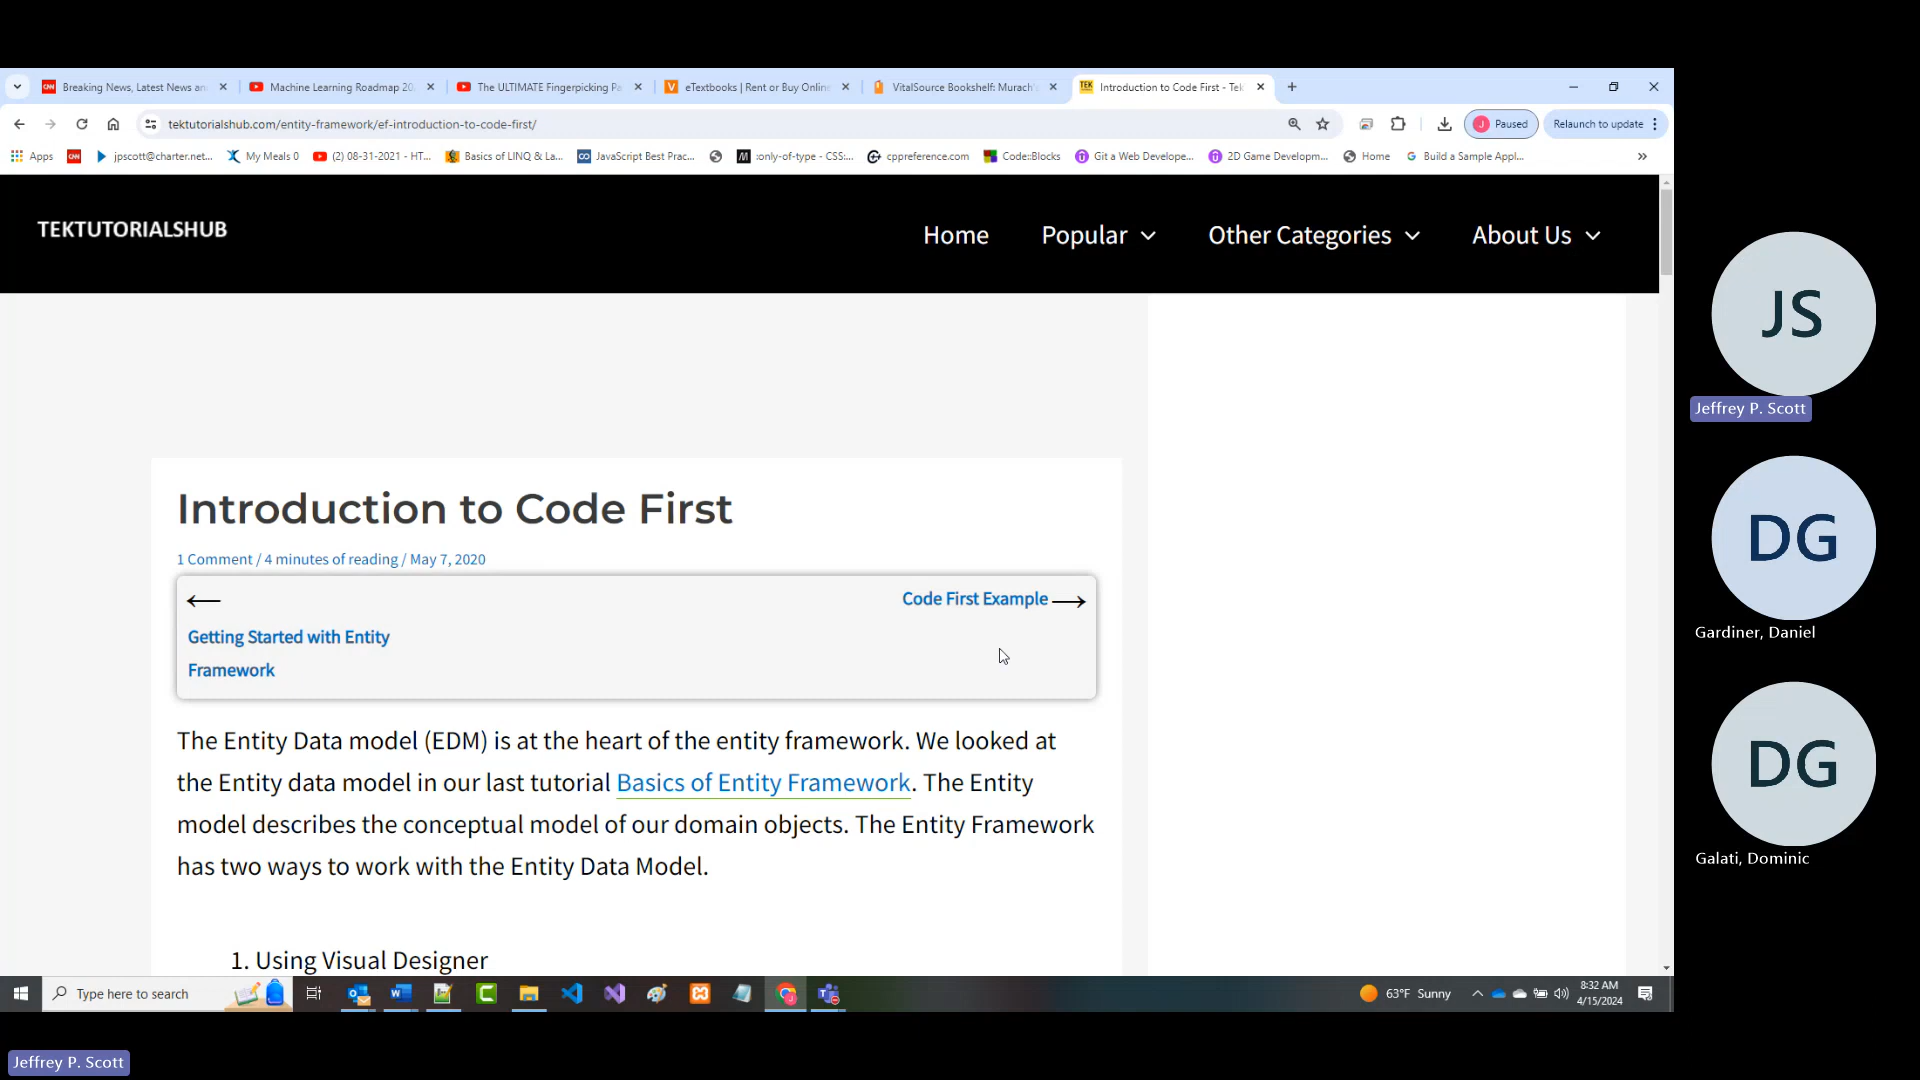 Breaking News, Latest News an
Machine Learning Roadmap 20
The ULTIMATE Fingerpicking Pa
eTextbooks | Rent or Buy Online
VitalSource Bookshelf: Murach's
Introduction to Code First - Tek
tektutorialshub.com/entity-framework/ef-introduction-to-code-first/
J
Paused
Relaunch to update
Apps
jpscott@charter.net...
My Meals 0
(2) 08-31-2021 - HT...
Basics of LINQ & La...
JavaScript Best Prac...
:only-of-type - CSS:...
cppreference.com
Code::Blocks
Git a Web Develope...
2D Game Developm...
Home
Build a Sample Appl...
TEKTUTORIALSHUB
Home
Popular
Other Categories
About Us
Introduction to Code First
1 Comment / 4 minutes of reading / May 7, 2020
Code First Example
Getting Started with Entity
Framework
The Entity Data model (EDM) is at the heart of the entity framework. We looked at
the Entity data model in our last tutorial Basics of Entity Framework. The Entity
model describes the conceptual model of our domain objects. The Entity Framework
has two ways to work with the Entity Data Model.
1. Using Visual Designer
Type here to search
63°F Sunny
8:32 AM
4/15/2024
JS
Jeffrey P. Scott
DG
Gardiner, Daniel
DG
Galati, Dominic
Jeffrey P. Scott